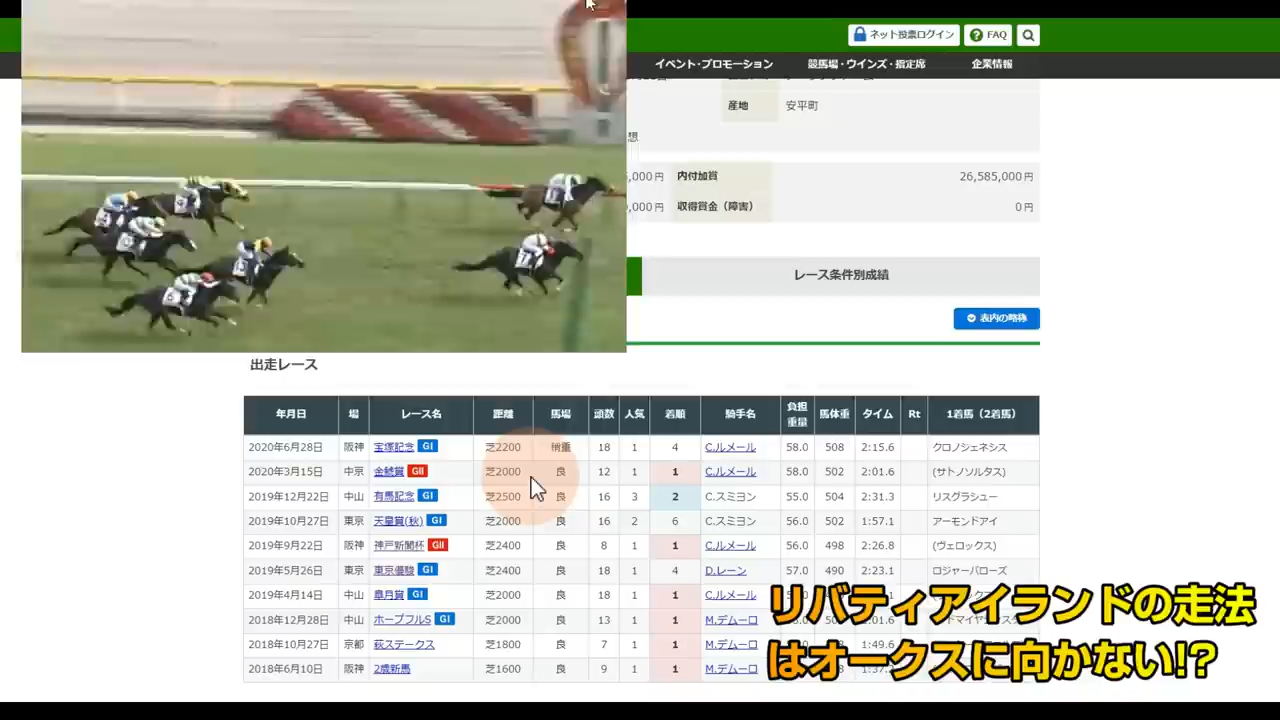 ネット投票ログイン
FAQ
イベント・プロモーション
競馬場・ウインズ・指定席
企業情報
産地
安平町
想
,000円
内付加賞
26,585,000円
,000円
収得賞金（障害）
0円
レース条件別成績
表内の略称
出走レース
年月日 場 レース名 距離 馬場 頭数 人気 着順 騎手名 負担重量 馬体重 タイム Rt 1着馬（2着馬）
2020年6月28日 阪神 宝塚記念 GI 芝2200 稍重 18 1 4 C.ルメール 58.0 508 2:15.6 クロノジェネシス
2020年3月15日 中京 金鯱賞 GII 芝2000 良 12 1 1 C.ルメール 58.0 502 2:01.6 (サトノソルタス)
2019年12月22日 中山 有馬記念 GI 芝2500 良 16 3 2 C.スミヨン 55.0 504 2:31.3 リスグラシュー
2019年10月27日 東京 天皇賞(秋) GI 芝2000 良 16 2 6 C.スミヨン 56.0 502 1:57.1 アーモンドアイ
2019年9月22日 阪神 神戸新聞杯 GII 芝2400 良 8 1 1 C.ルメール 56.0 498 2:26.8 (ヴェロックス)
2019年5月26日 東京 東京優駿 GI 芝2400 良 18 1 4 D.レーン 57.0 490 2:23.1 ロジャーバローズ
2019年4月14日 中山 皐月賞 GI 芝2000 良 18 1 1 C.ルメール
2018年12月28日 中山 ホープフルS GI 芝2000 良 13 1 1 M.デムーロ
2018年10月27日 京都 萩ステークス 芝1800 良 7 1 1 M.デムーロ
2018年6月10日 阪神 2歳新馬 芝1600 良 9 1 1 M.デムーロ
リバティアイランドの走法
はオークスに向かない!?